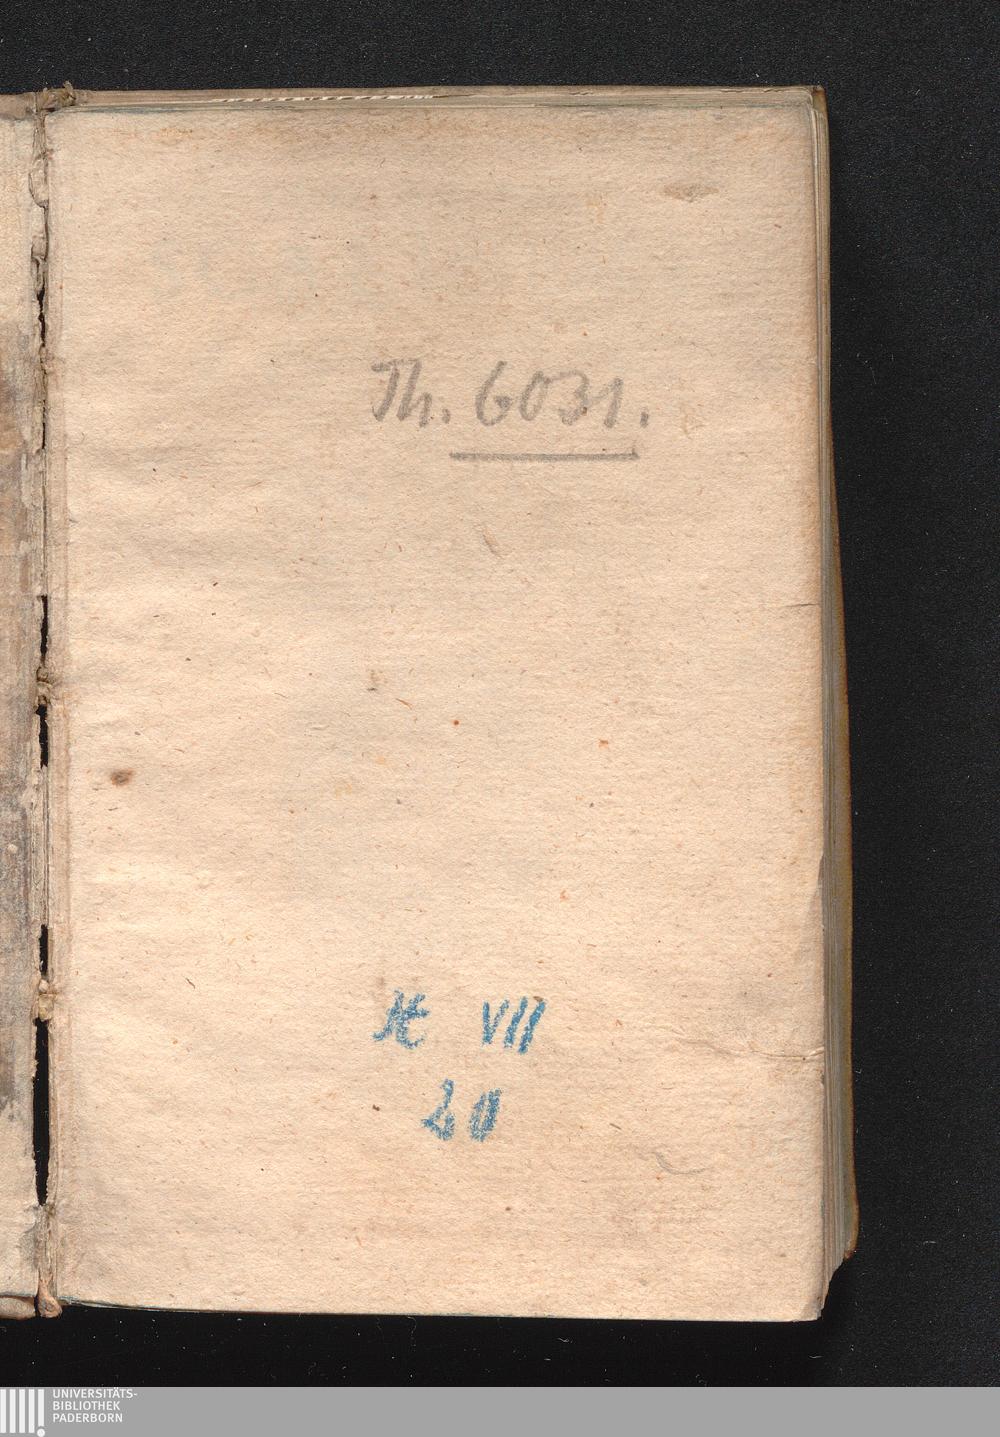 Th. 6031.
VII
20
UNIVERSITÄTS-
BIBLIOTHEK
PADERBORN